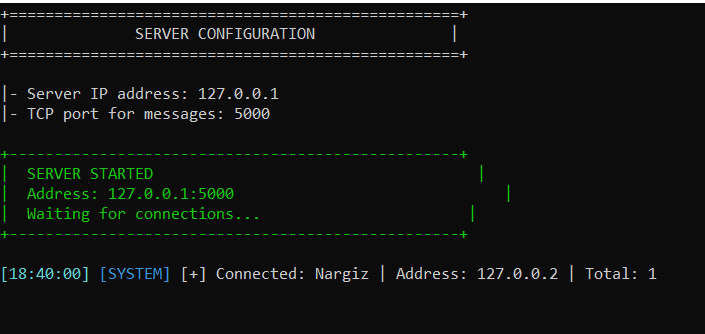 +==================================================+
|              SERVER CONFIGURATION               |
+==================================================+
|- Server IP address: 127.0.0.1
|- TCP port for messages: 5000
+--------------------------------------------------+
|  SERVER STARTED                                    |
|  Address: 127.0.0.1:5000                              |
|  Waiting for connections...                       |
+--------------------------------------------------+
[18:40:00] [SYSTEM] [+] Connected: Nargiz | Address: 127.0.0.2 | Total: 1